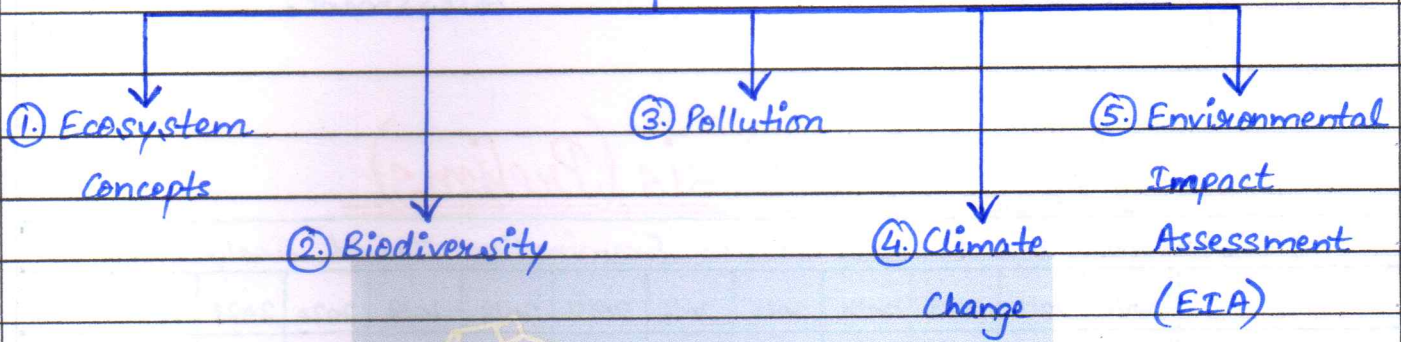 ①. Ecosystem
Concepts
②. Biodiversity
③. Pollution
④. Climate
Change
⑤. Environmental
Impact
Assessment
(EIA)